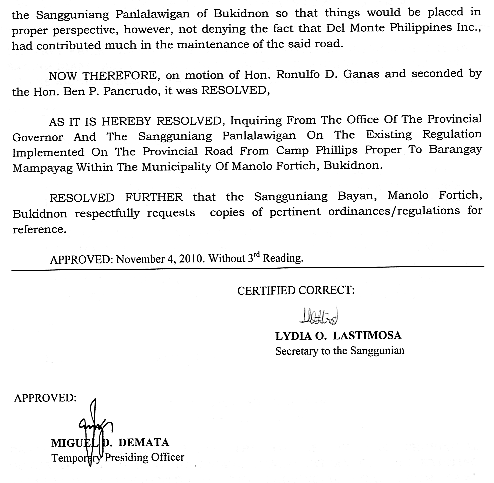 the Sangguniang Panlalawigan of Bukidnon so that things would be placed in
proper perspective, however, not denying the fact that Del Monte Philippines Inc.,
had contributed much in the maintenance of the said road.
NOW THEREFORE, on motion of Hon. Ronulfo D. Ganas and seconded by
the Hon. Ben P. Pancrudo, it was RESOLVED,
AS IT IS HEREBY RESOLVED, Inquiring From The Office Of The Provincial
Governor And The Sangguniang Panlalawigan On The Existing Regulation
Implemented On The Provincial Road From Camp Phillips Proper To Barangay
Mampayag Within The Municipality Of Manolo Fortich, Bukidnon.
RESOLVED FURTHER that the Sangguniang Bayan, Manolo Fortich,
Bukidnon respectfully requests copies of pertinent ordinances/regulations for
reference.
APPROVED: November 4, 2010. Without 3rd Reading.
CERTIFIED CORRECT:
LYDIA O. LASTIMOSA
Secretary to the Sanggunian
APPROVED:
MIGUEL D. DEMATA
Temporary Presiding Officer